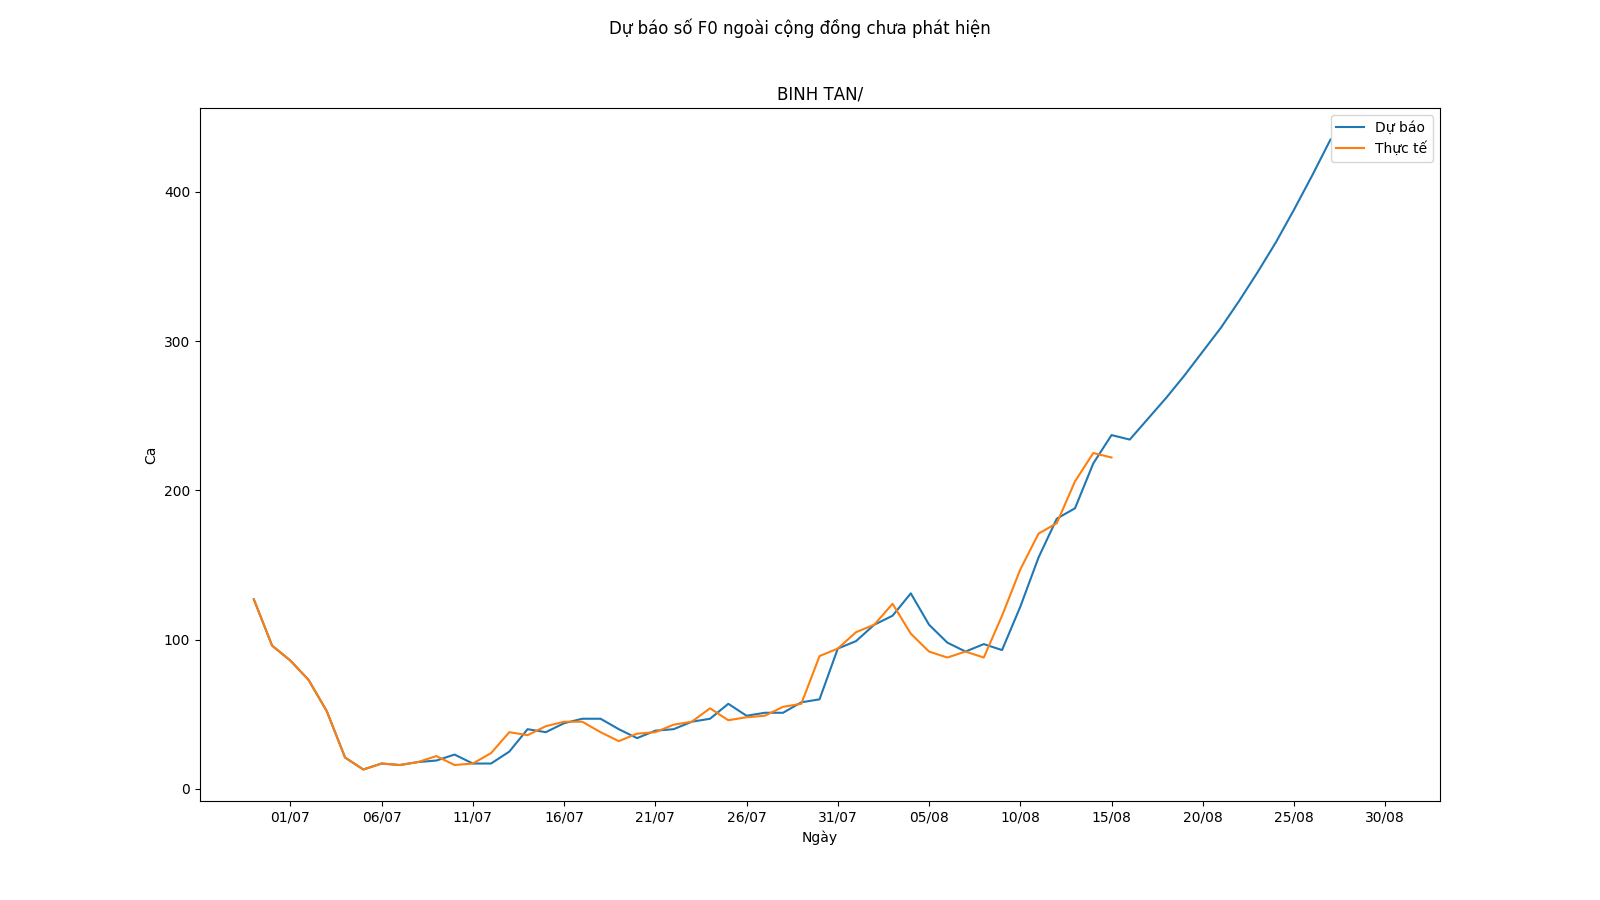 Dự báo số F0 ngoài cộng đồng chưa phát hiện
BINH TAN/
Dự báo
Thực tế
400
300
200
100
0
Ca
01/07 06/07 11/07 16/07 21/07 26/07 31/07 05/08 10/08 15/08 20/08 25/08 30/08
Ngày